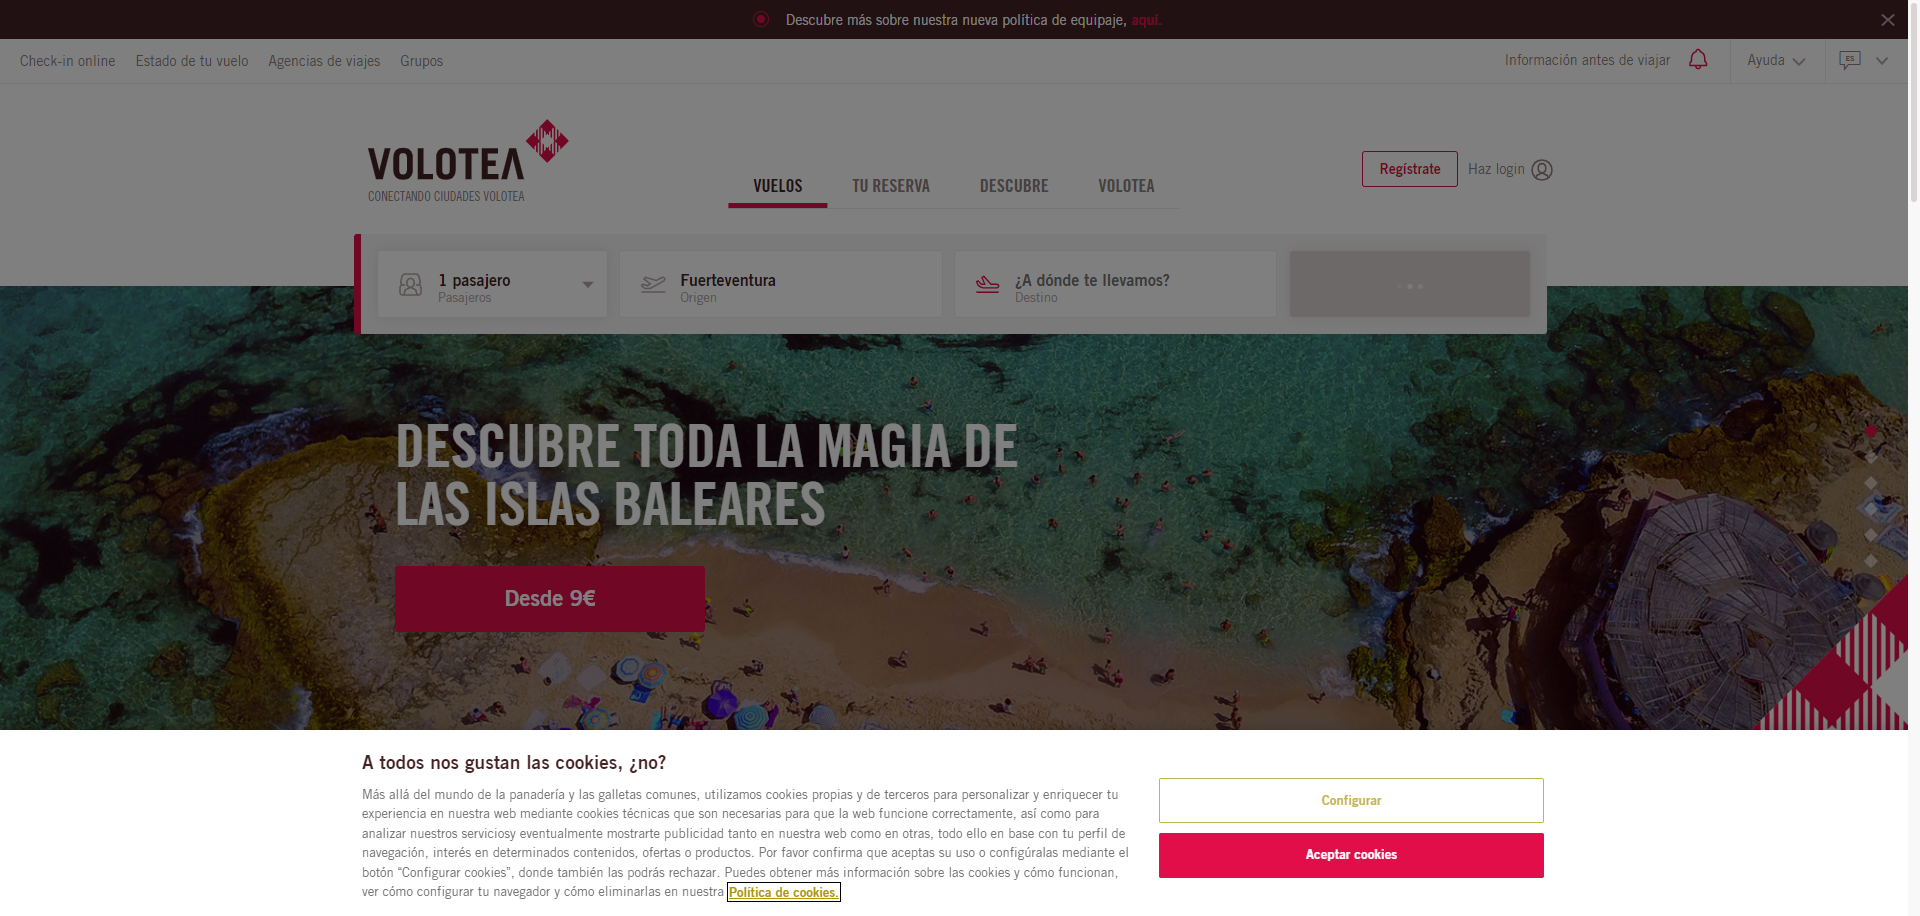 Descubre más sobre nuestra nueva política de equipaje, aquí.
Check-in online
Estado de tu vuelo
Agencias de viajes
Grupos
Información antes de viajar
Ayuda
ES
VOLOTEA
CONECTANDO CIUDADES VOLOTEA
VUELOS
TU RESERVA
DESCUBRE
VOLOTEA
Regístrate
Haz login
1 pasajero
Pasajeros
Fuerteventura
Origen
¿A dónde te llevamos?
Destino
DESCUBRE TODA LA MAGIA DE
LAS ISLAS BALEARES
Desde 9€
A todos nos gustan las cookies, ¿no?
Más allá del mundo de la panadería y las galletas comunes, utilizamos cookies propias y de terceros para personalizar y enriquecer tu
experiencia en nuestra web mediante cookies técnicas que son necesarias para que la web funcione correctamente, así como para
analizar nuestros serviciosy eventualmente mostrarte publicidad tanto en nuestra web como en otras, todo ello en base con tu perfil de
navegación, interés en determinados contenidos, ofertas o productos. Por favor confirma que aceptas su uso o configúralas mediante el
botón “Configurar cookies”, donde también las podrás rechazar. Puedes obtener más información sobre las cookies y cómo funcionan,
ver cómo configurar tu navegador y cómo eliminarlas en nuestra Política de cookies.
Configurar
Aceptar cookies